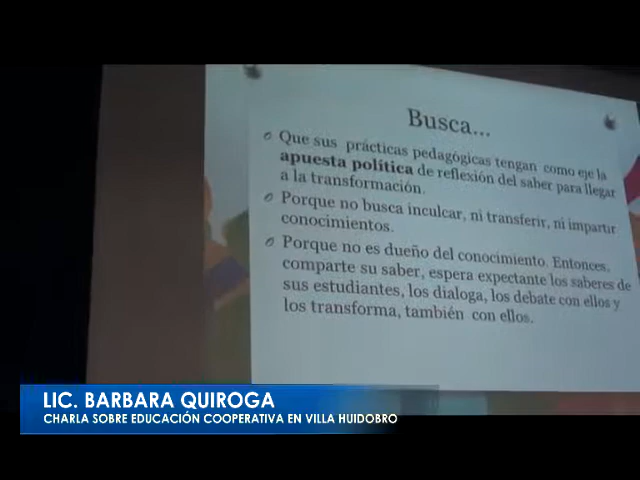 Busca...
Que sus prácticas pedagógicas tengan como eje la
apuesta política de reflexión del saber para llegar
a la transformación.
Porque no busca inculcar, ni transferir, ni impartir
conocimientos.
Porque no es dueño del conocimiento. Entonces,
comparte su saber, espera expectante los saberes de
sus estudiantes, los dialoga, los debate con ellos y
los transforma, también con ellos.
LIC. BARBARA QUIROGA
CHARLA SOBRE EDUCACIÓN COOPERATIVA EN VILLA HUIDOBRO